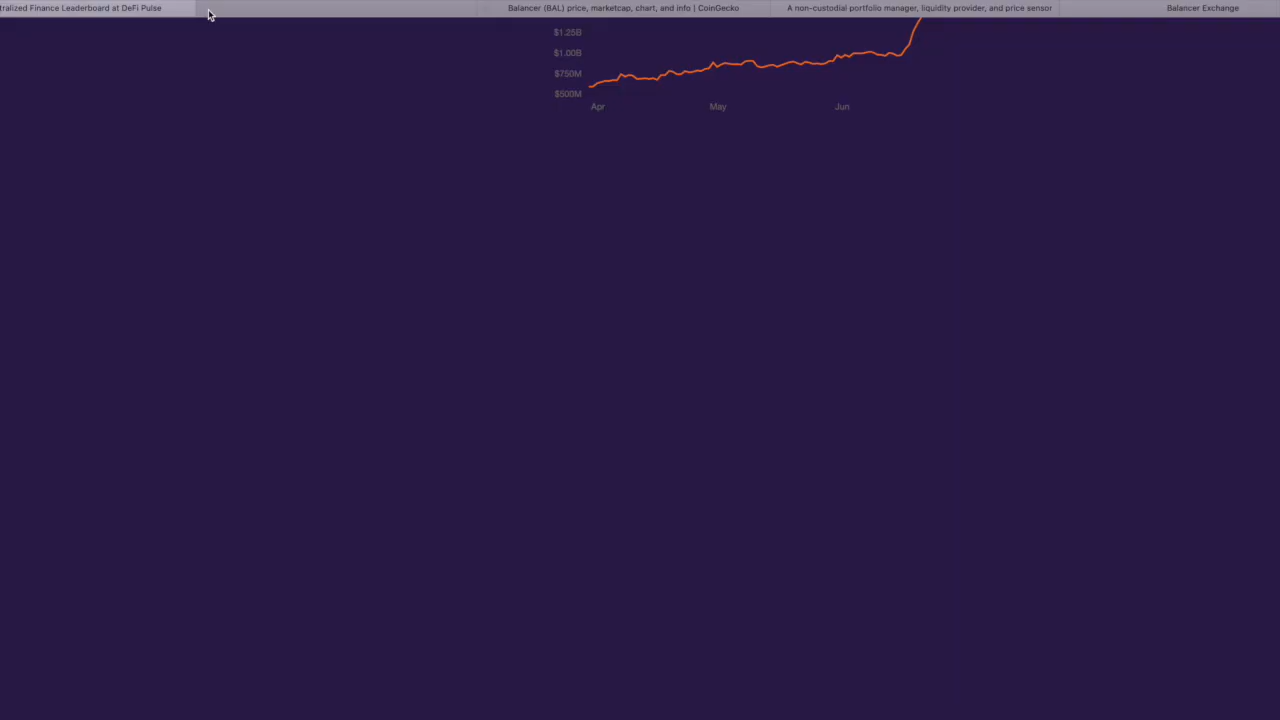 tralized Finance Leaderboard at DeFi Pulse
Balancer (BAL) price, marketcap, chart, and info | CoinGecko
A non-custodial portfolio manager, liquidity provider, and price sensor
Balancer Exchange
$1.25B
$1.00B
$750M
$500M
Apr May Jun